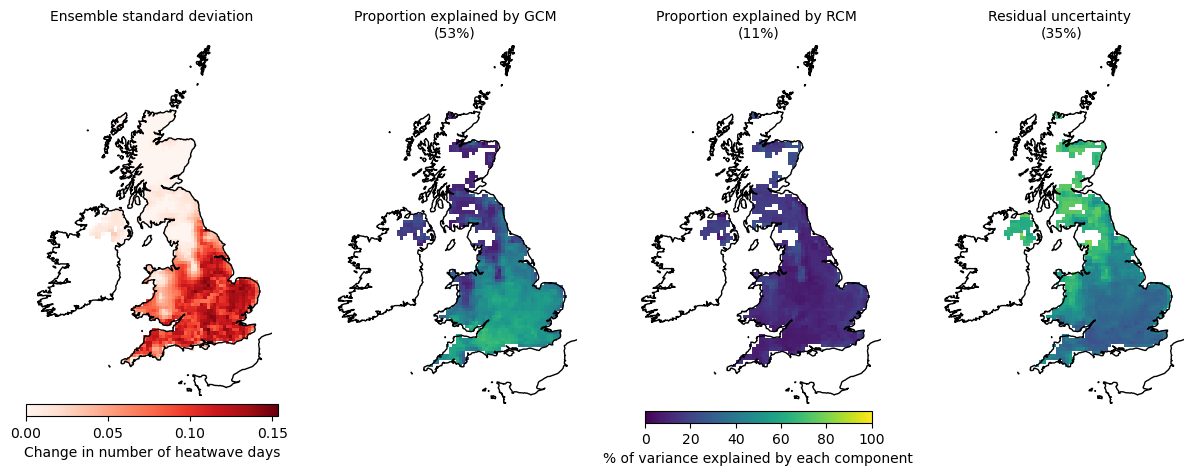 Ensemble standard deviation
Proportion explained by GCM
(53%)
Proportion explained by RCM
(11%)
Residual uncertainty
(35%)
0.00 0.05 0.10 0.15
Change in number of heatwave days
0 20 40 60 80 100
% of variance explained by each component